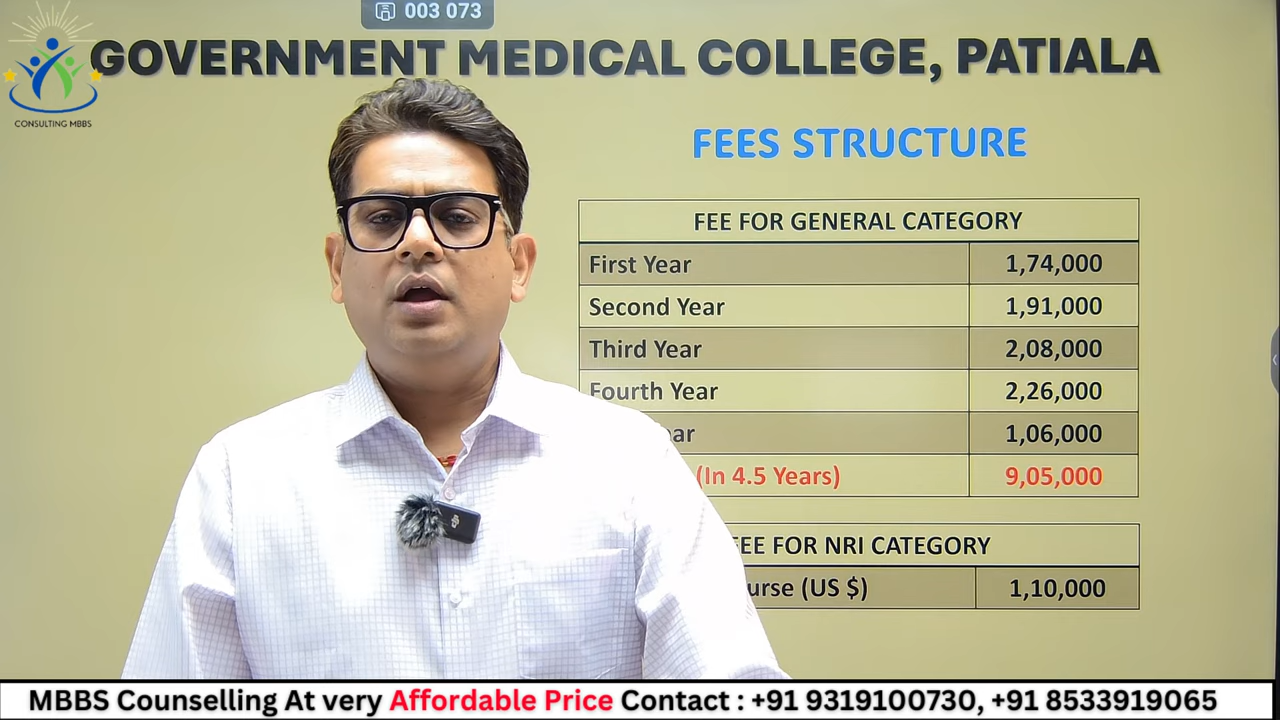 003 073
GOVERNMENT MEDICAL COLLEGE, PATIALA
CONSULTING MBBS
FEES STRUCTURE
FEE FOR GENERAL CATEGORY
First Year 1,74,000
Second Year 1,91,000
Third Year 2,08,000
Fourth Year 2,26,000
ar 1,06,000
(In 4.5 Years) 9,05,000
FEE FOR NRI CATEGORY
urse (US $) 1,10,000
MBBS Counselling At very Affordable Price Contact : +91 9319100730, +91 8533919065